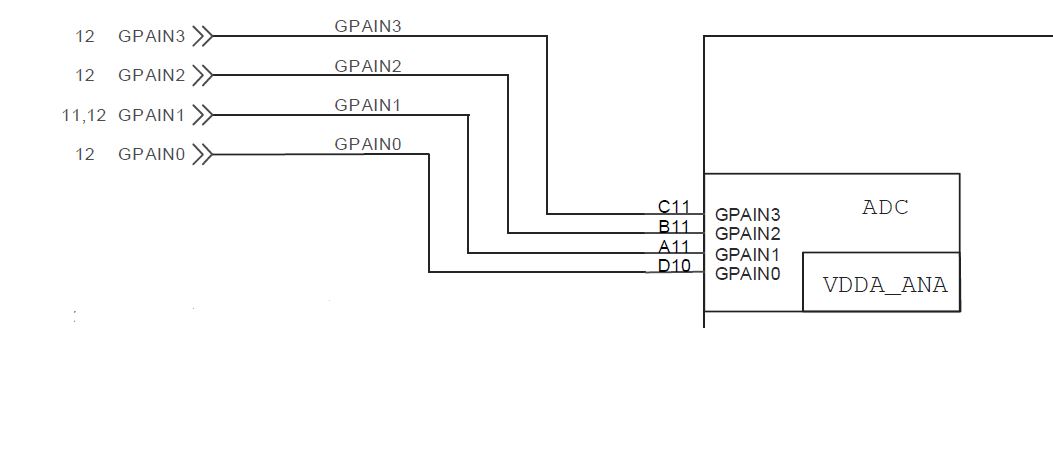 GPAIN3
12 GPAIN3
GPAIN2
12 GPAIN2
GPAIN1
11,12 GPAIN1
GPAIN0
12 GPAIN0
C11 GPAIN3 ADC
B11 GPAIN2
A11 GPAIN1
D10 GPAIN0
VDDA_ANA